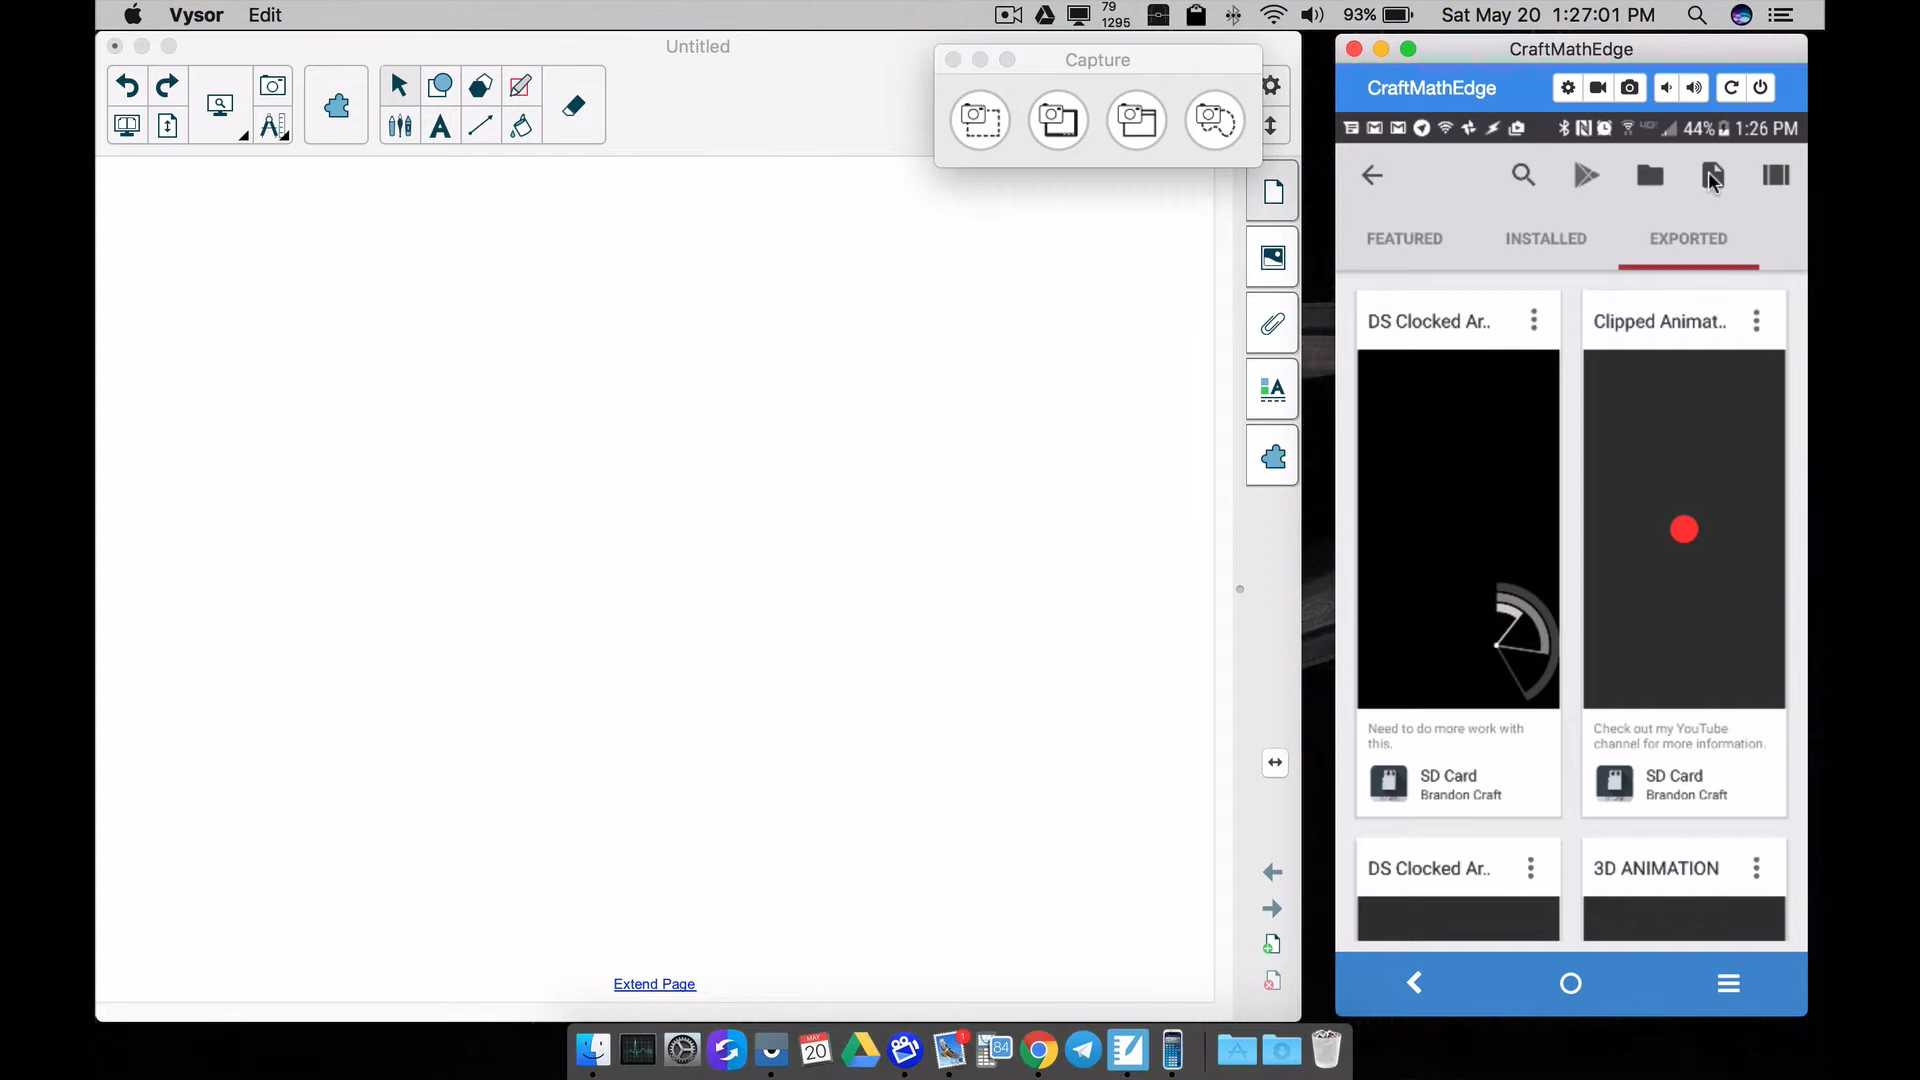 Vysor Edit 79 1295 93% Sat May 20 1:27:01 PM
Untitled
Capture
CraftMathEdge
CraftMathEdge
44% 1:26 PM
FEATURED INSTALLED EXPORTED
DS Clocked Ar.. Clipped Animat..
Need to do more work with
this.
Check out my YouTube
channel for more information.
SD Card
Brandon Craft
SD Card
Brandon Craft
DS Clocked Ar.. 3D ANIMATION
Extend Page
MAY
20
1
84